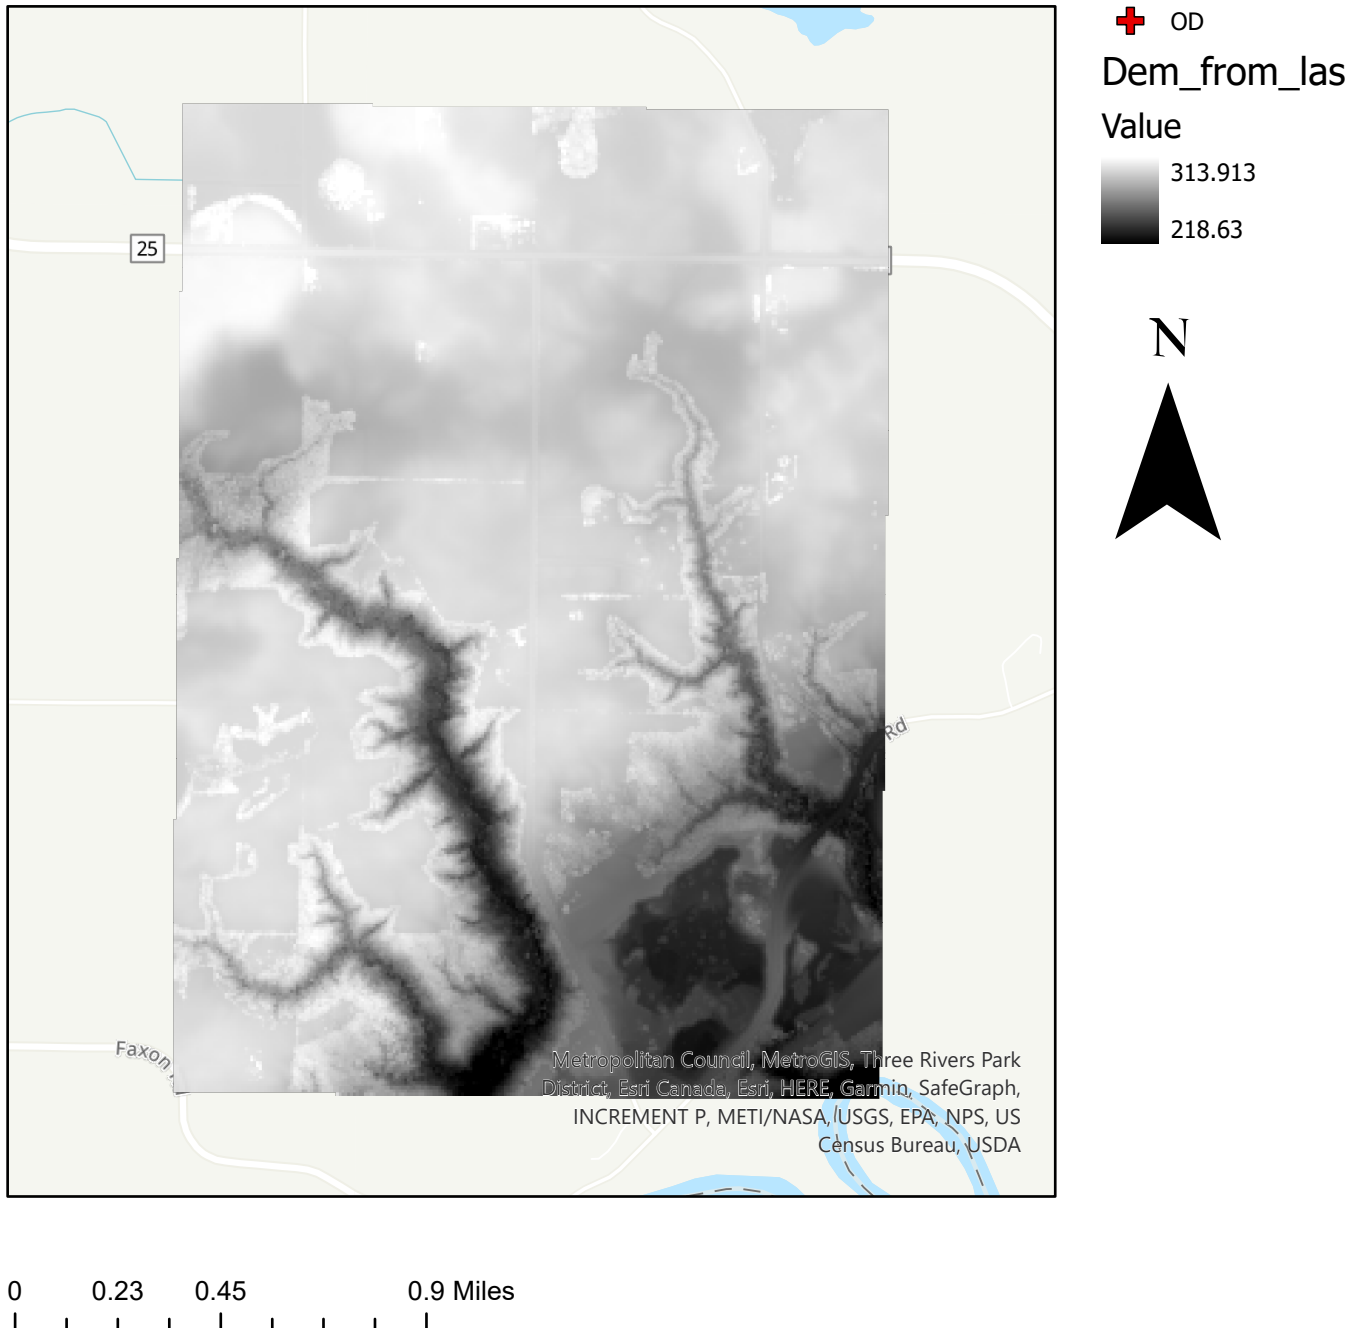 OD
Dem_from_las
Value
313.913
218.63
N
25
Rd
Faxon
Metropolitan Council, MetroGIS, Three Rivers Park
District, Esri Canada, Esri, HERE, Garmin, SafeGraph,
INCREMENT P, METI/NASA, USGS, EPA, NPS, US
Census Bureau, USDA
0 0.23 0.45 0.9 Miles